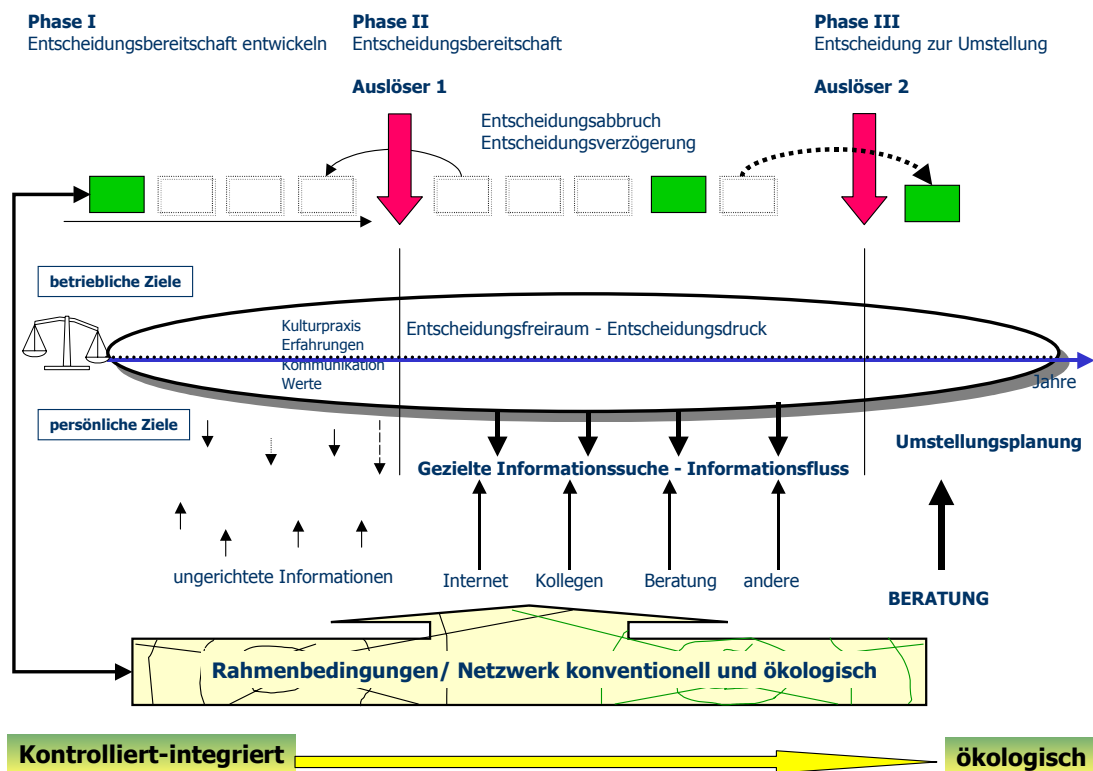 Phase I
Entscheidungsbereitschaft entwickeln
Phase II
Entscheidungsbereitschaft
Phase III
Entscheidung zur Umstellung
Auslöser 1
Auslöser 2
Entscheidungsabbruch
Entscheidungsverzögerung
betriebliche Ziele
Kulturpraxis
Erfahrungen
Kommunikation
Werte
Entscheidungsfreiraum - Entscheidungsdruck
Jahre
persönliche Ziele
Umstellungsplanung
Gezielte Informationssuche - Informationsfluss
ungerichtete Informationen
Internet
Kollegen
Beratung
andere
BERATUNG
Rahmenbedingungen/ Netzwerk konventionell und ökologisch
Kontrolliert-integriert
ökologisch